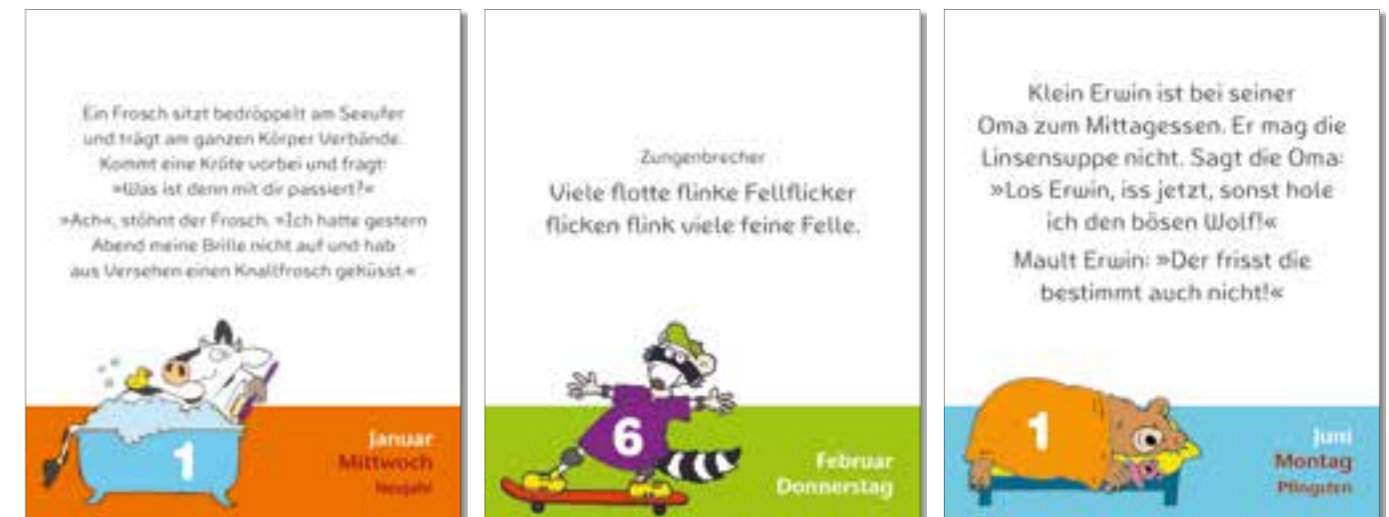 Ein Frosch sitzt bedröppelt am Seeufer
und trägt am ganzen Körper Verbände.
Kommt eine Kröte vorbei und fragt:
»Was ist denn mit dir passiert?«
»Ach«, stöhnt der Frosch. »Ich hatte gestern
Abend meine Brille nicht auf und hab
aus Versehen einen Knallfrosch geküsst.«
1
Januar
Mittwoch
Neujahr
Zungenbrecher
Viele flotte flinke Fellflicker
flicken flink viele feine Felle.
6
Februar
Donnerstag
Klein Erwin ist bei seiner
Oma zum Mittagessen. Er mag die
Linsensuppe nicht. Sagt die Oma:
»Los Erwin, iss jetzt, sonst hole
ich den bösen Wolf!«
Mault Erwin: »Der frisst die
bestimmt auch nicht!«
1
Juni
Montag
Pfingsten